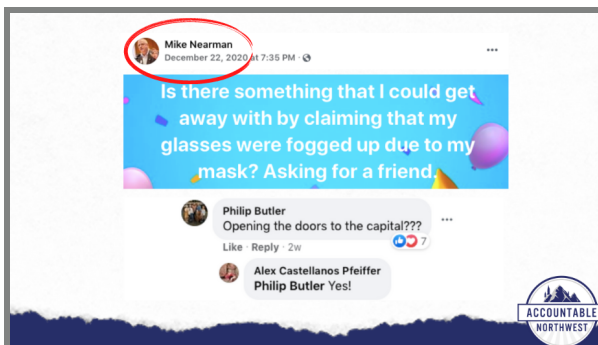 Mike Nearman
December 22, 2020 at 7:35 PM ·
Is there something that I could get
away with by claiming that my
glasses were fogged up due to my
mask? Asking for a friend.
Philip Butler
Opening the doors to the capital???
7
Like · Reply · 2w
Alex Castellanos Pfeiffer
Philip Butler Yes!
ACCOUNTABLE
NORTHWEST